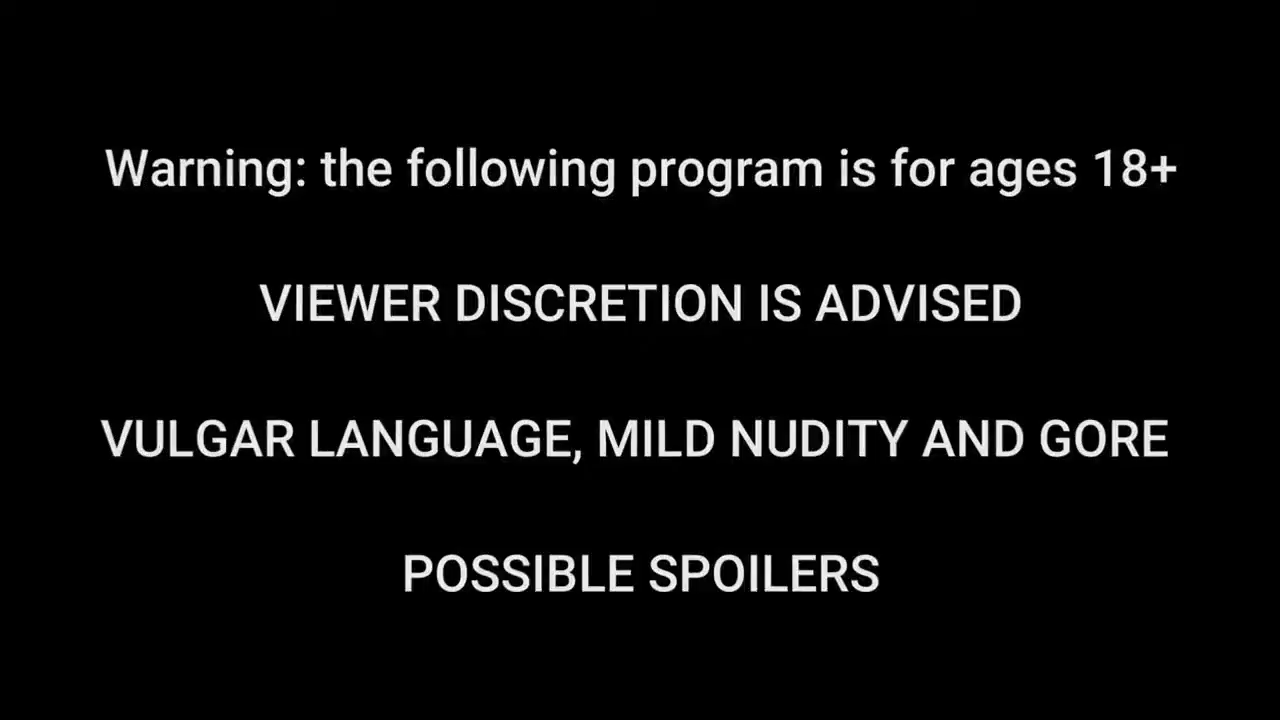 Warning: the following program is for ages 18+
VIEWER DISCRETION IS ADVISED
VULGAR LANGUAGE, MILD NUDITY AND GORE
POSSIBLE SPOILERS